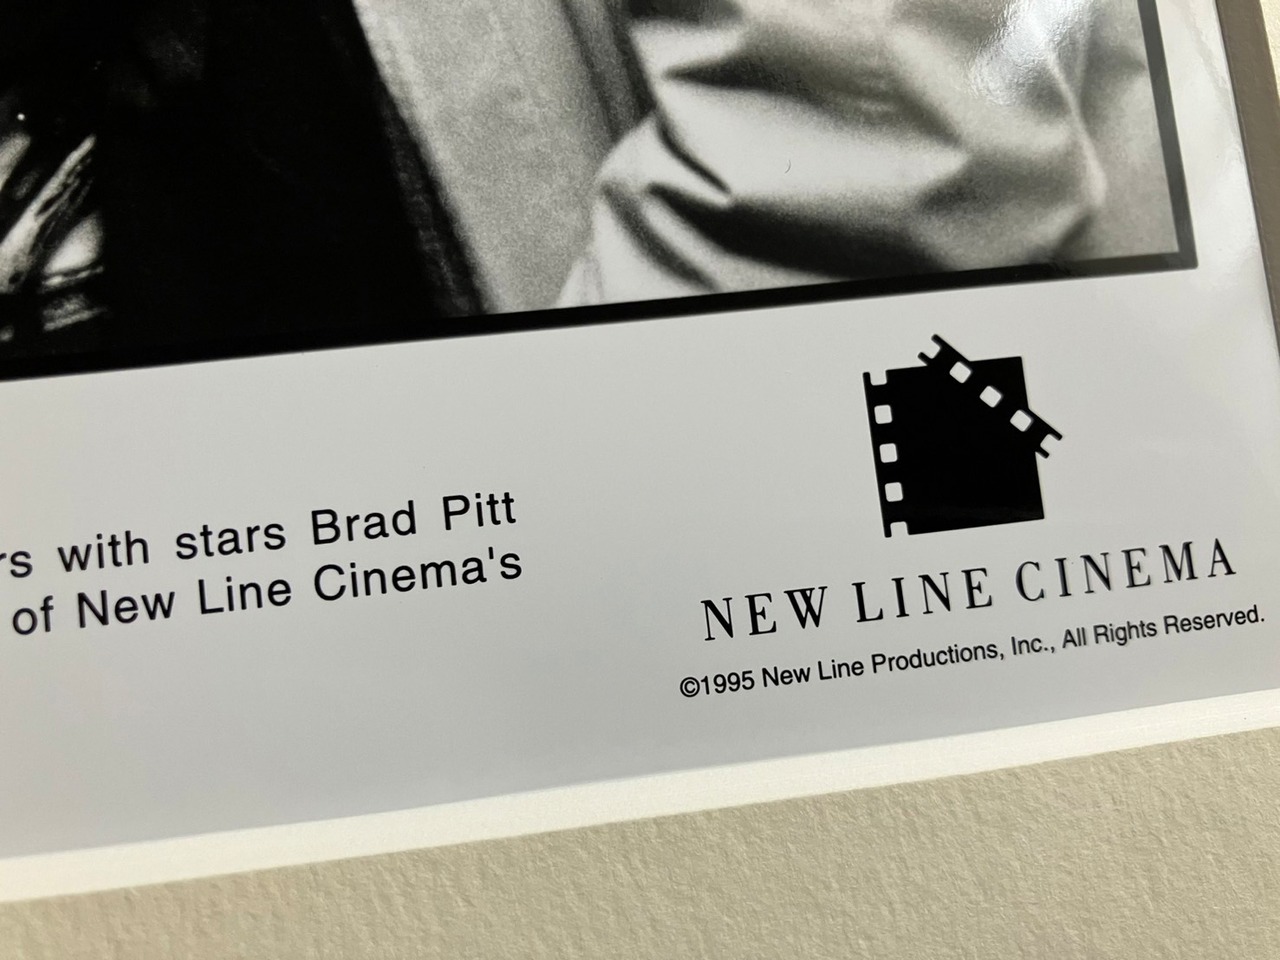 with stars Brad Pitt
of New Line Cinema's
NEW LINE CINEMA
©1995 New Line Productions, Inc., All Rights Reserved.